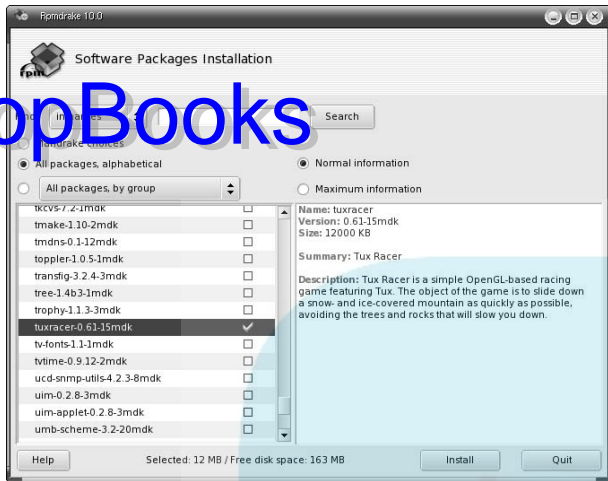 Rpmdrake 10.0
rpm
Software Packages Installation
opBooks
Search
Mandrake choices
All packages, alphabetical
Normal information
All packages, by group
Maximum information
tkcvs-7.2-1mdk
tmake-1.10-2mdk
tmdns-0.1-12mdk
toppler-1.0.5-1mdk
transfig-3.2.4-3mdk
tree-1.4b3-1mdk
trophy-1.1.3-3mdk
tuxracer-0.61-15mdk
tv-fonts-1.1-1mdk
tvtime-0.9.12-2mdk
ucd-snmp-utils-4.2.3-8mdk
uim-0.2.8-3mdk
uim-applet-0.2.8-3mdk
umb-scheme-3.2-20mdk
Name: tuxracer
Version: 0.61-15mdk
Size: 12000 KB
Summary: Tux Racer
Description: Tux Racer is a simple OpenGL-based racing
game featuring Tux. The object of the game is to slide down
a snow- and ice-covered mountain as quickly as possible,
avoiding the trees and rocks that will slow you down.
Help
Selected: 12 MB / Free disk space: 163 MB
Install
Quit